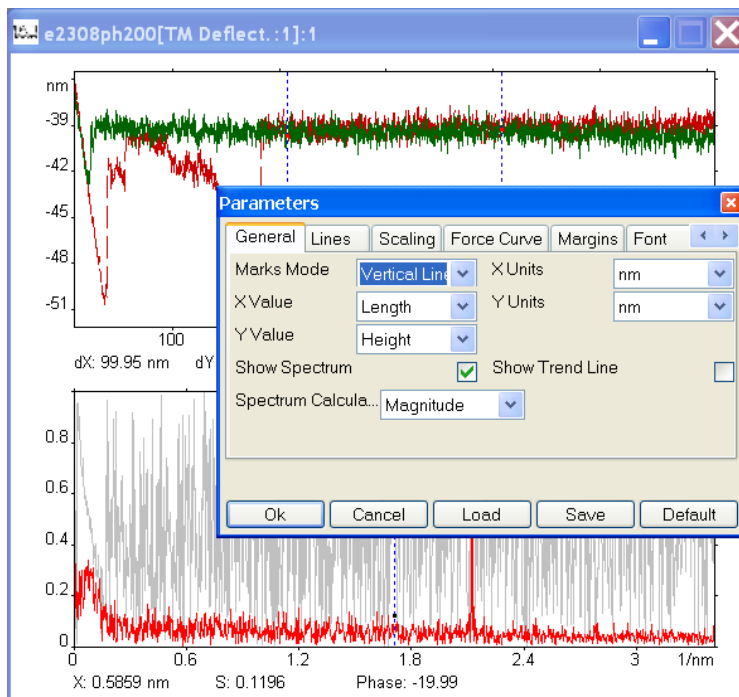 e2308ph200[TM Deflect.:1]:1
nm
-39
-42
-45
-48
-51
100
dX: 99.95 nm dY
Parameters
General Lines Scaling Force Curve Margins Font
Marks Mode Vertical Line X Units nm
X Value Length Y Units nm
Y Value Height
Show Spectrum Show Trend Line
Spectrum Calcula... Magnitude
Ok Cancel Load Save Default
0.8
0.6
0.4
0.2
0
0 0.6 1.2 1.8 2.4 3 1/nm
X: 0.5859 nm S: 0.1196 Phase: -19.99